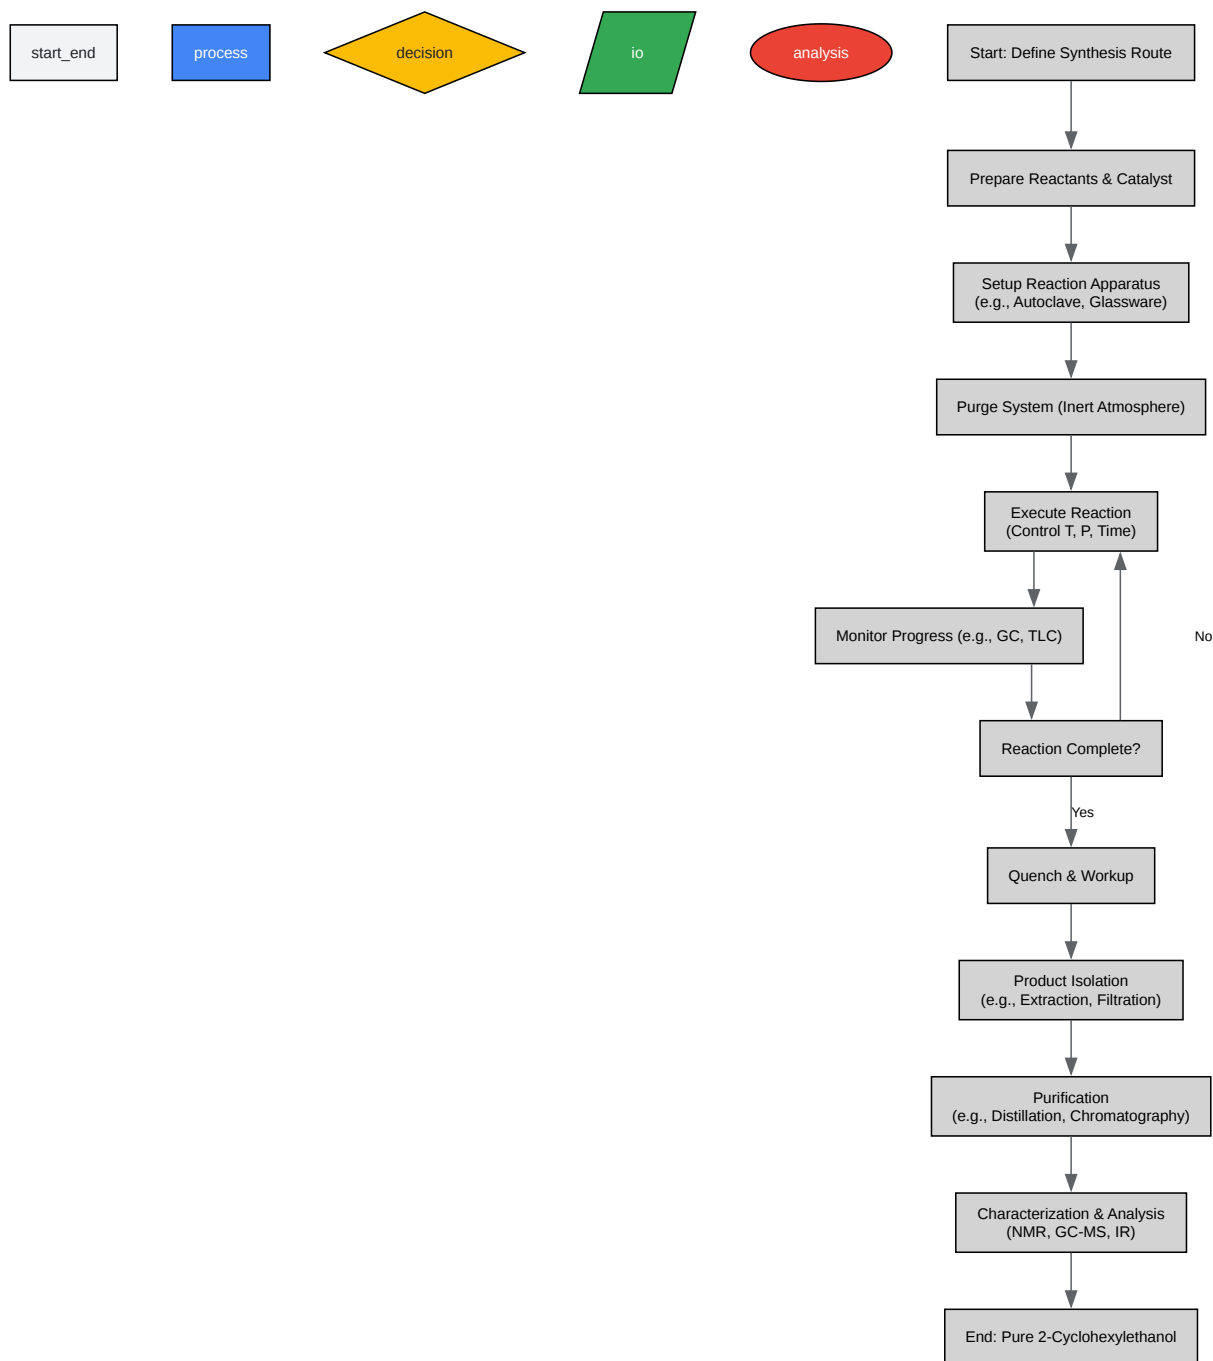 start_end
process
decision
io
analysis
Start: Define Synthesis Route
Prepare Reactants & Catalyst
Setup Reaction Apparatus
(e.g., Autoclave, Glassware)
Purge System (Inert Atmosphere)
Execute Reaction
(Control T, P, Time)
Monitor Progress (e.g., GC, TLC)
No
Reaction Complete?
Yes
Quench & Workup
Product Isolation
(e.g., Extraction, Filtration)
Purification
(e.g., Distillation, Chromatography)
Characterization & Analysis
(NMR, GC-MS, IR)
End: Pure 2-Cyclohexylethanol